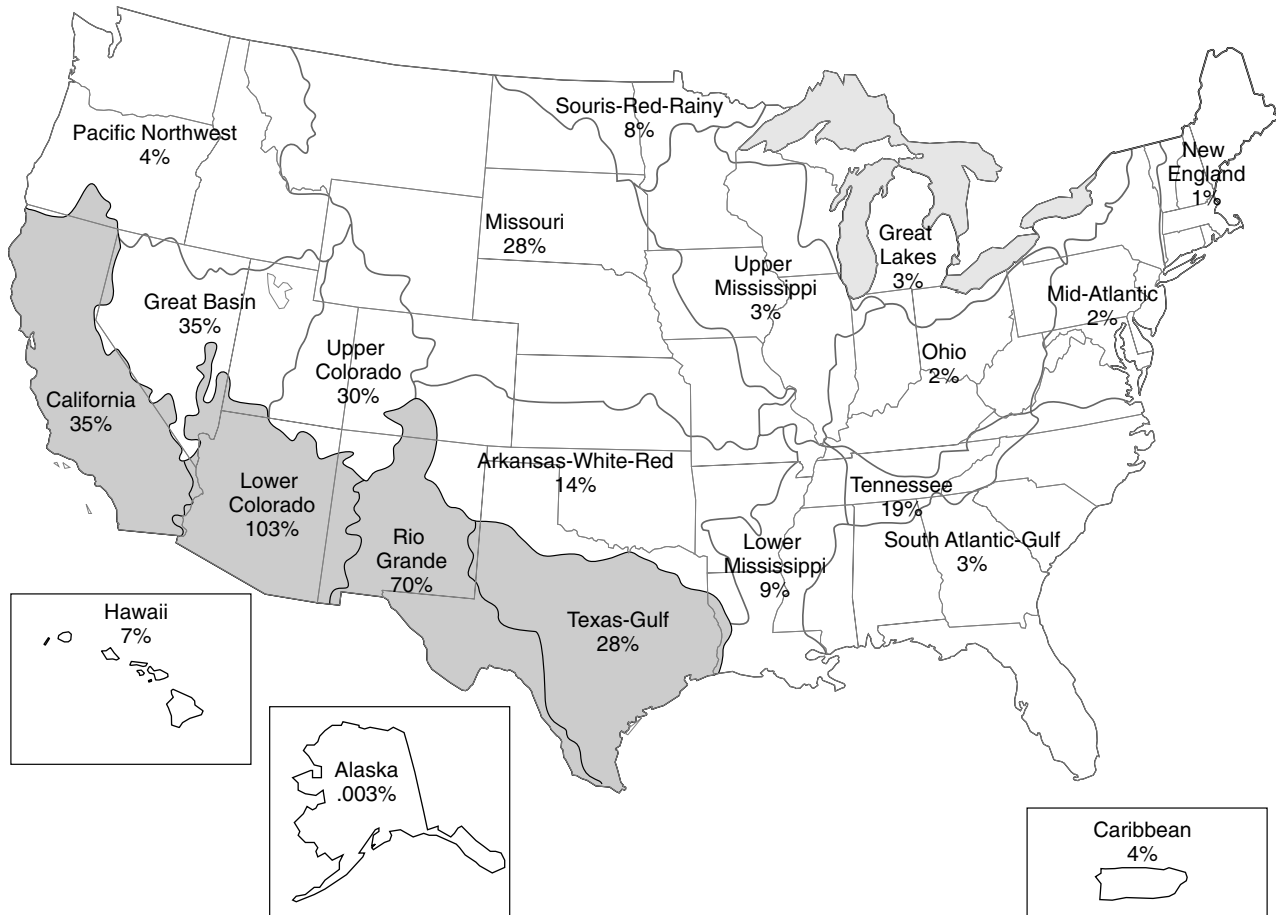 Pacific Northwest
4%
Souris-Red-Rainy
8%
New
England
1%
Missouri
28%
Great
Lakes
3%
Upper
Mississippi
3%
Great Basin
35%
Mid-Atlantic
2%
Upper
Colorado
30%
Ohio
2%
California
35%
Arkansas-White-Red
14%
Tennessee
19%
Lower
Colorado
103%
Rio
Grande
70%
Lower
Mississippi
9%
South Atlantic-Gulf
3%
Texas-Gulf
28%
Hawaii
7%
Alaska
.003%
Caribbean
4%